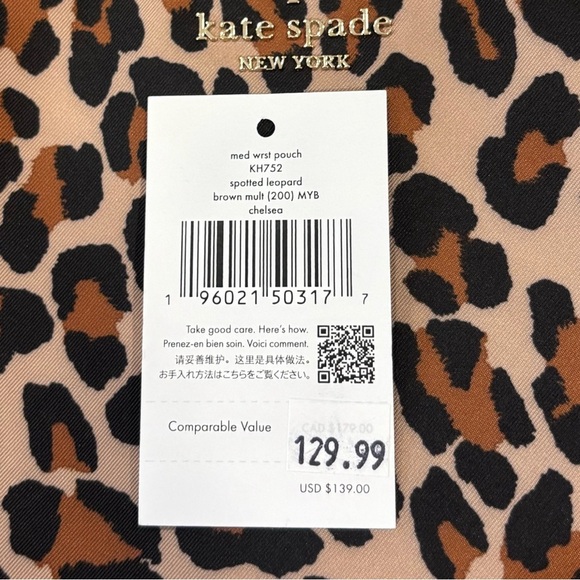 kate spade
NEW YORK
med wrst pouch
KH752
spotted leopard
brown mult (200) MYB
chelsea
1 96021 50317 7
Take good care. Here's how.
Prenez-en bien soin. Voici comment.
请妥善维护。这里是具体做法。
お手入れ方法はこちらをご覧ください。
Comparable Value
CAD $179.00
129.99
USD $139.00